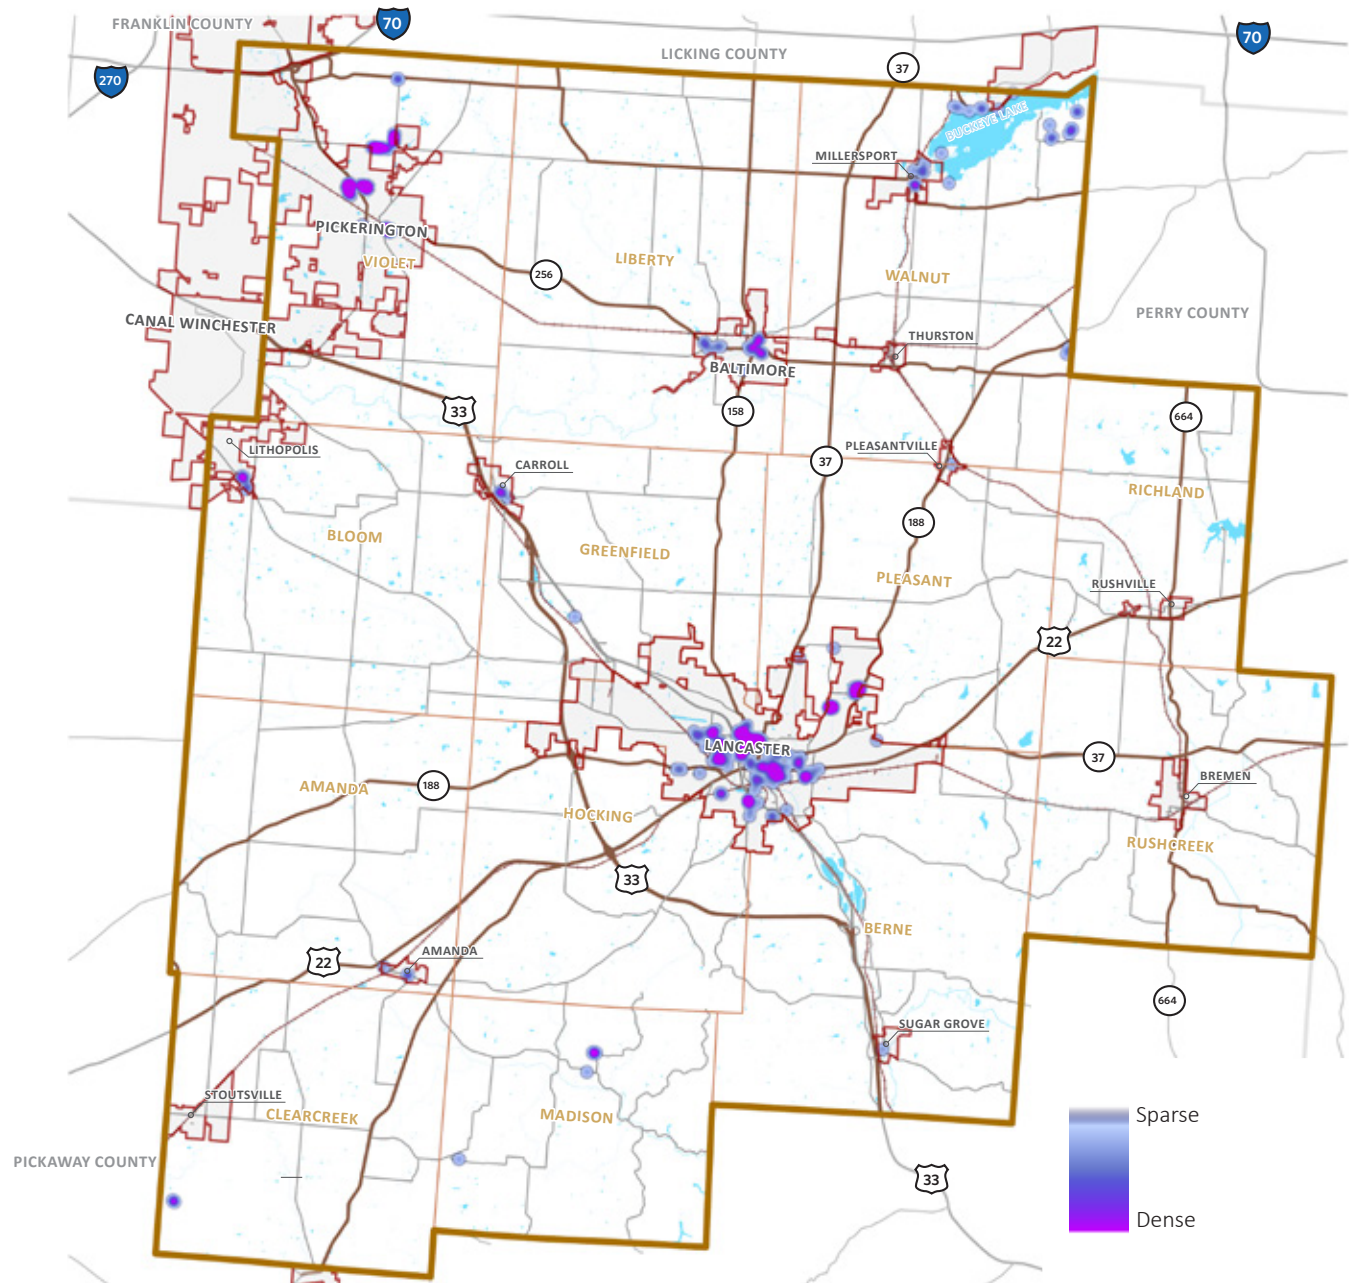 FRANKLIN COUNTY
70
LICKING COUNTY
37
70
270
BUCKEYE LAKE
MILLERSPORT
PICKERINGTON
VIOLET
LIBERTY
256
WALNUT
CANAL WINCHESTER
PERRY COUNTY
THURSTON
BALTIMORE
33
158
664
LITHOPOLIS
PLEASANTVILLE
37
CARROLL
RICHLAND
188
BLOOM
GREENFIELD
PLEASANT
RUSHVILLE
22
LANCASTER
37
AMANDA
188
BREMEN
HOCKING
RUSHCREEK
33
BERNE
22
AMANDA
664
SUGAR GROVE
STOUTSVILLE
CLEARCREEK
MADISON
Sparse
PICKAWAY COUNTY
33
Dense